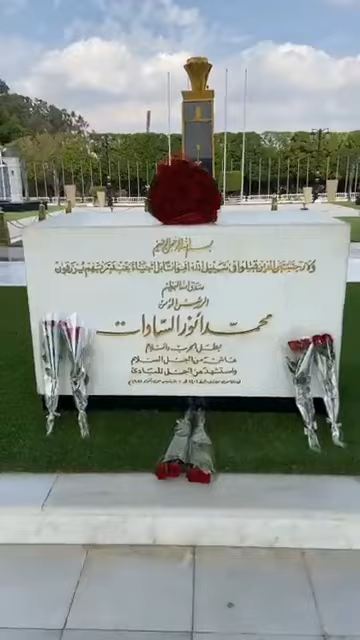 بسم الله الرحمن الرحيم
ولا تحسبن الذين قتلوا في سبيل الله أمواتا بل أحياء عند ربهم يرزقون
صدق الله العظيم
الرئيس المؤمن
محمد أنور السادات
بطل الحرب والسلام
عاش من أجل السلام
واستشهد من أجل المبادئ